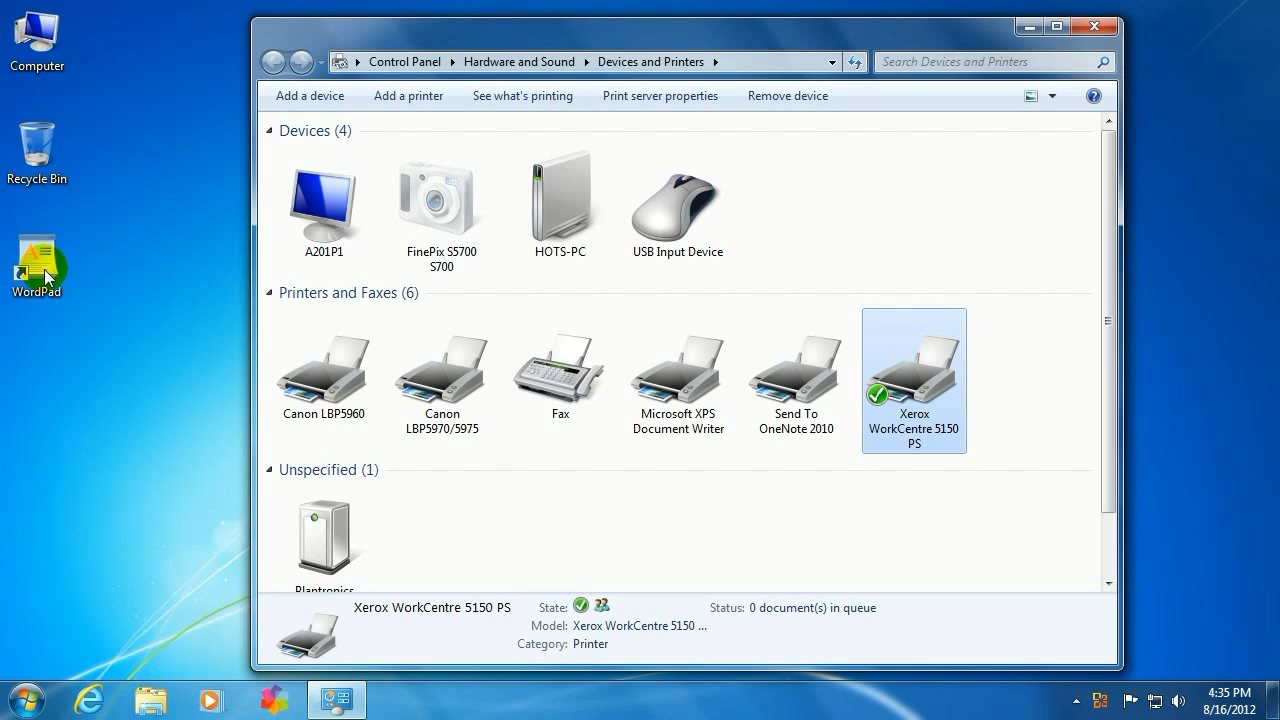 Computer
Recycle Bin
WordPad
Control Panel
Hardware and Sound
Devices and Printers
Search Devices and Printers
Add a device
Add a printer
See what's printing
Print server properties
Remove device
Devices (4)
A201P1
FinePix S5700
S700
HOTS-PC
USB Input Device
Printers and Faxes (6)
Canon LBP5960
Canon
LBP5970/5975
Fax
Microsoft XPS
Document Writer
Send To
OneNote 2010
Xerox
WorkCentre 5150
PS
Unspecified (1)
Plantronics
Xerox WorkCentre 5150 PS
State:
Status: 0 document(s) in queue
Model: Xerox WorkCentre 5150 ...
Category: Printer
4:35 PM
8/16/2012